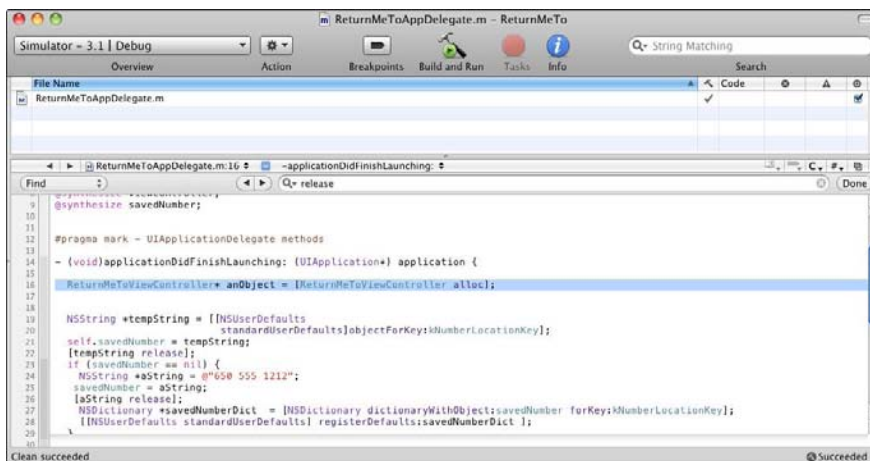 ReturnMeToAppDelegate.m – ReturnMeTo
Simulator – 3.1 | Debug
String Matching
Overview Action Breakpoints Build and Run Tasks Info Search
File Name Code
ReturnMeToAppDelegate.m
ReturnMeToAppDelegate.m:16 -applicationDidFinishLaunching: C, #,
Find release Done
9 @synthesize savedNumber;
10
11
12 #pragma mark – UIApplicationDelegate methods
13
14 – (void)applicationDidFinishLaunching: (UIApplication*) application {
15
16 ReturnMeToViewController* anObject = [ReturnMeToViewController alloc];
17
18
19 NSString *tempString = [[NSUserDefaults
20 standardUserDefaults]objectForKey:kNumberLocationKey];
21 self.savedNumber = tempString;
22 [tempString release];
23 if (savedNumber == nil) {
24 NSString *aString = @"650 555 1212";
25 savedNumber = aString;
26 [aString release];
27 NSDictionary *savedNumberDict = [NSDictionary dictionaryWithObject:savedNumber forKey:kNumberLocationKey];
28 [[NSUserDefaults standardUserDefaults] registerDefaults:savedNumberDict ];
29 }
30
Clean succeeded Succeeded